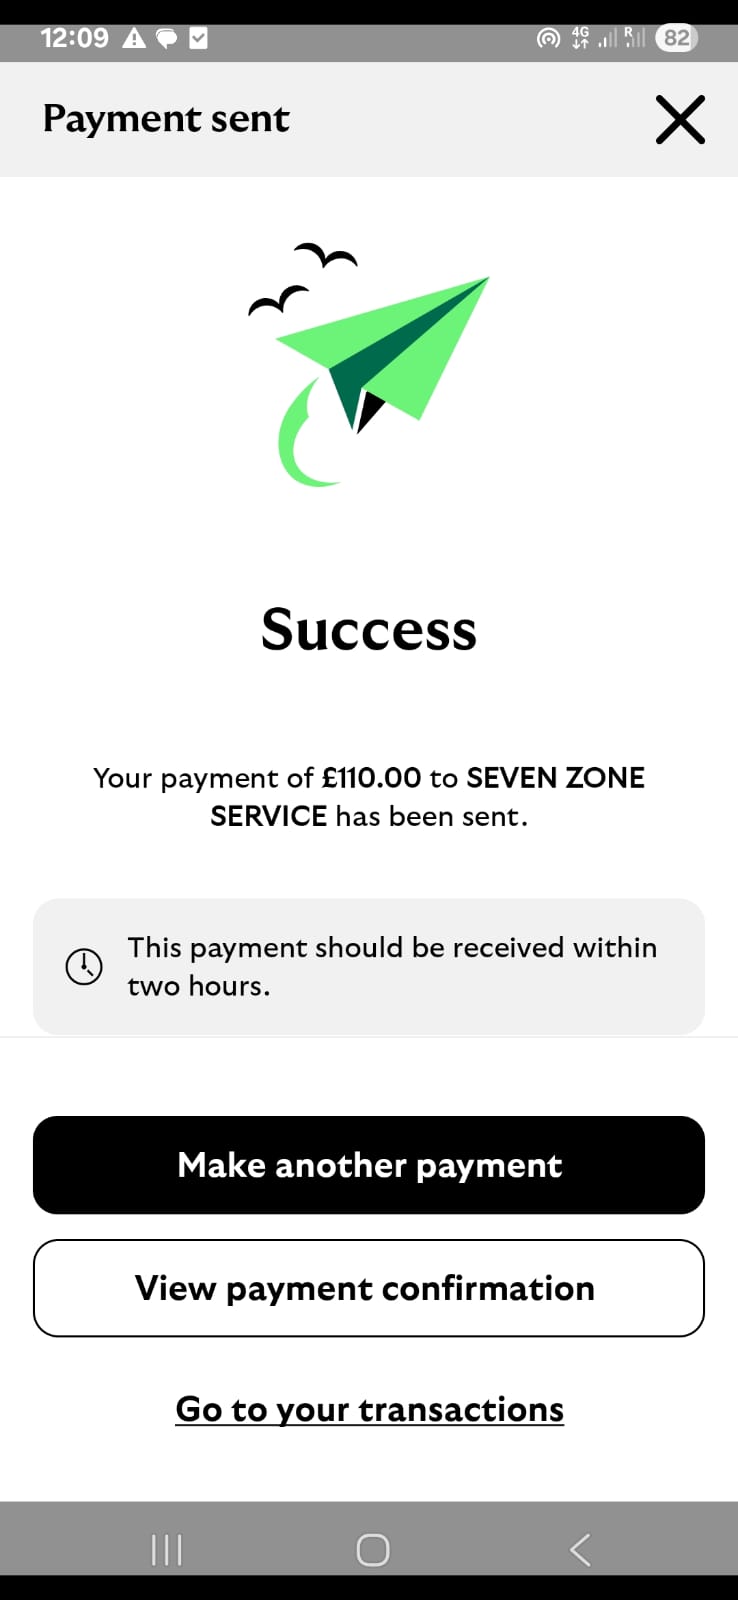 12:09
4G
R
82
Payment sent
Success
Your payment of £110.00 to SEVEN ZONE
SERVICE has been sent.
This payment should be received within
two hours.
Make another payment
View payment confirmation
Go to your transactions